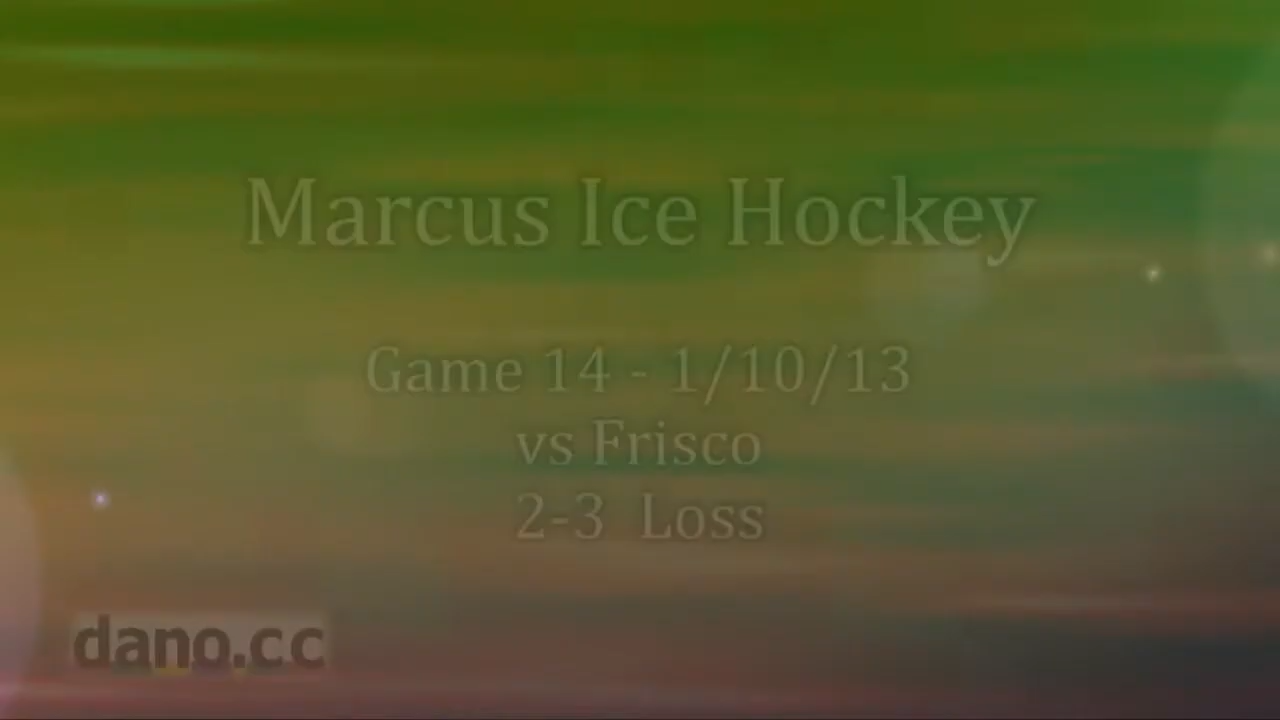 Marcus Ice Hockey
Game 14 - 1/10/13
vs Frisco
2-3 Loss
dano.cc